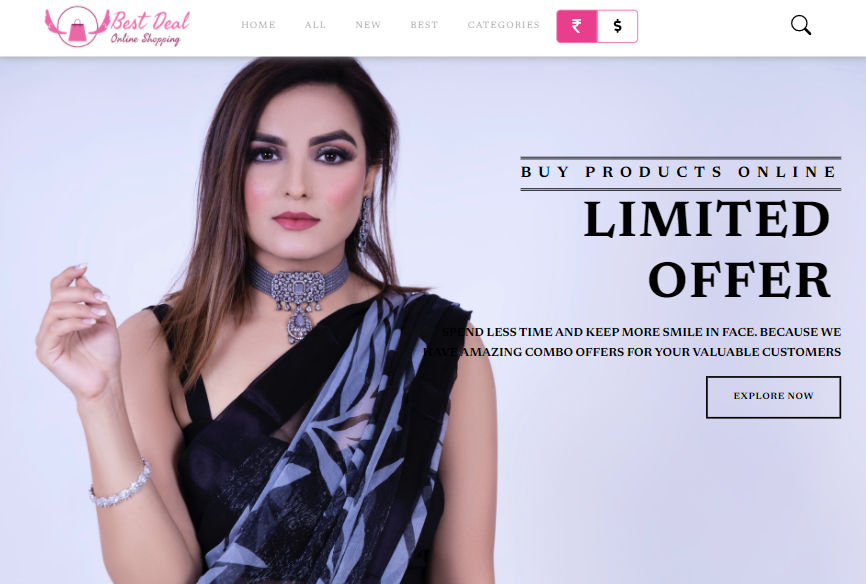 Best Deal
Online Shopping
HOME ALL NEW BEST CATEGORIES ₹ $
BUY PRODUCTS ONLINE
LIMITED
OFFER
SPEND LESS TIME AND KEEP MORE SMILE IN FACE. BECAUSE WE
HAVE AMAZING COMBO OFFERS FOR YOUR VALUABLE CUSTOMERS
EXPLORE NOW